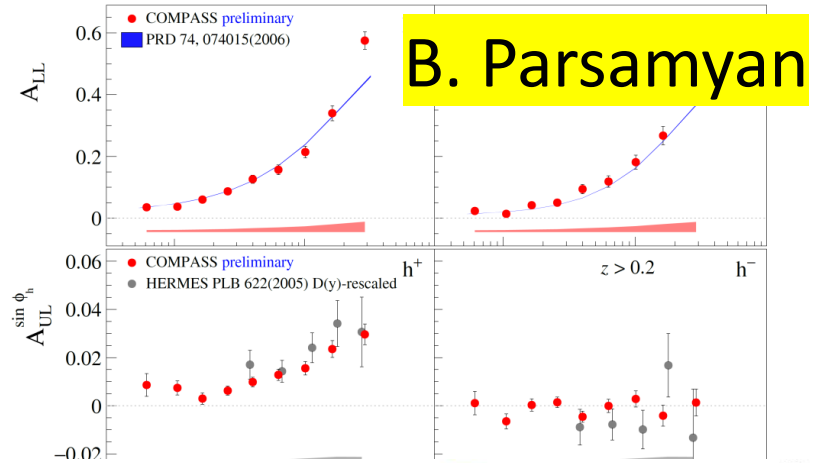 COMPASS preliminary
PRD 74, 074015(2006)
B. Parsamyan
A_LL
0.6
0.4
0.2
0
COMPASS preliminary
HERMES PLB 622(2005) D(y)-rescaled
h⁺
z > 0.2
h⁻
A_UL^sin ϕ_h
0.06
0.04
0.02
0
−0.02